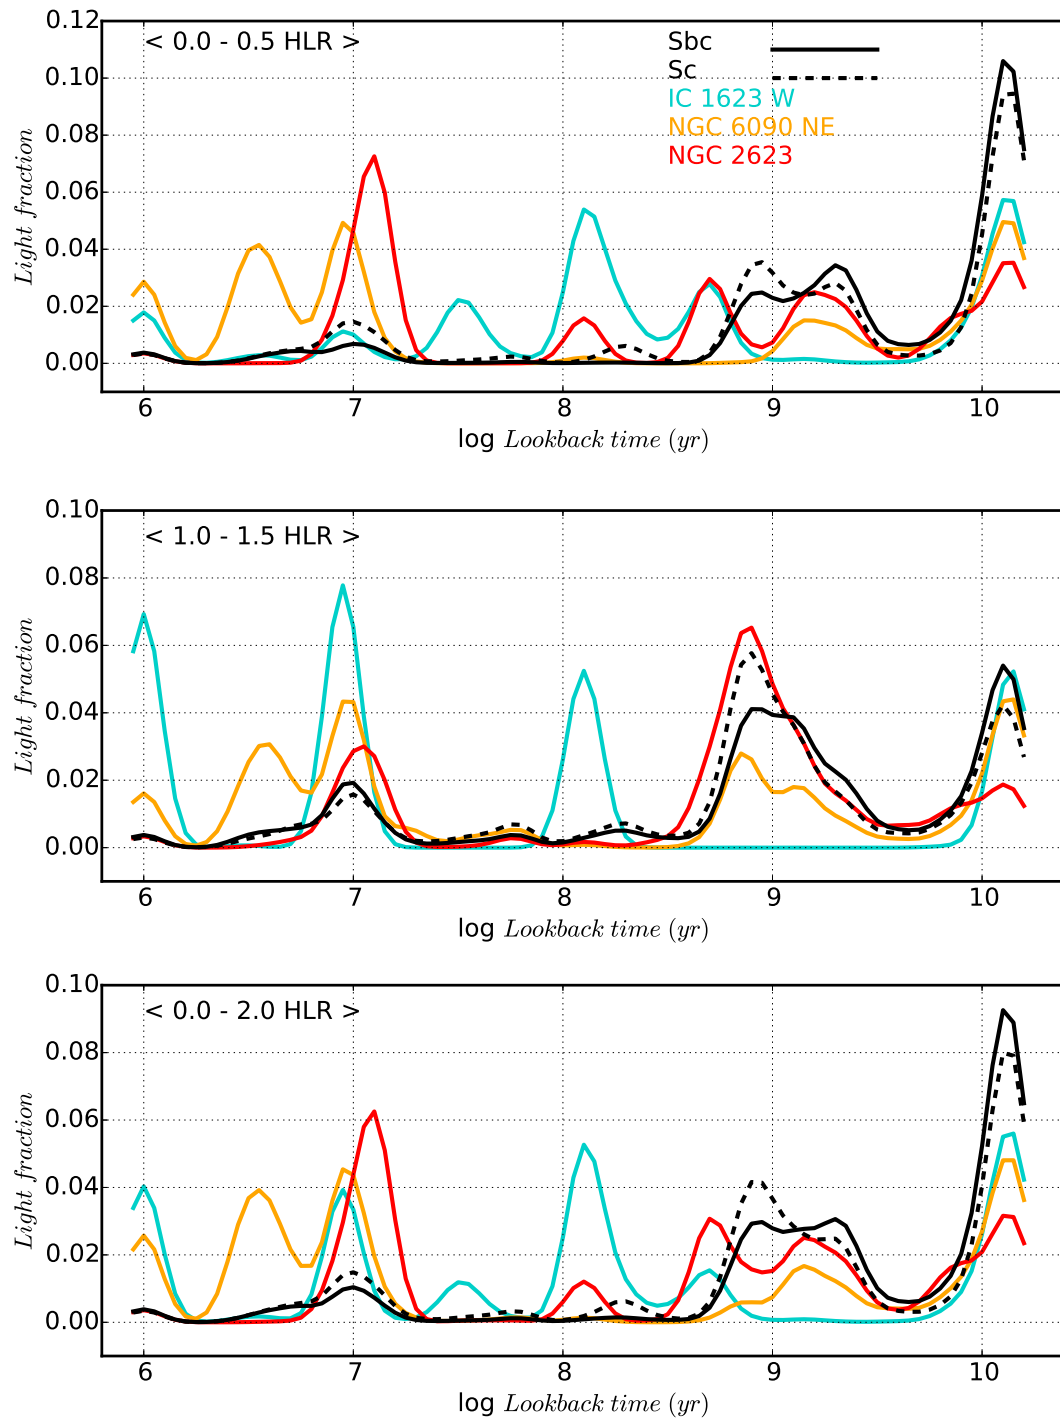 0.12
< 0.0 - 0.5 HLR >
Sbc
0.10
Sc
IC 1623 W
0.08
NGC 6090 NE
NGC 2623
0.06
0.04
0.02
0.00
Light fraction
6 7 8 9 10
log Lookback time (yr)
0.10
< 1.0 - 1.5 HLR >
0.08
0.06
0.04
0.02
0.00
Light fraction
6 7 8 9 10
log Lookback time (yr)
0.10
< 0.0 - 2.0 HLR >
0.08
0.06
0.04
0.02
0.00
Light fraction
6 7 8 9 10
log Lookback time (yr)